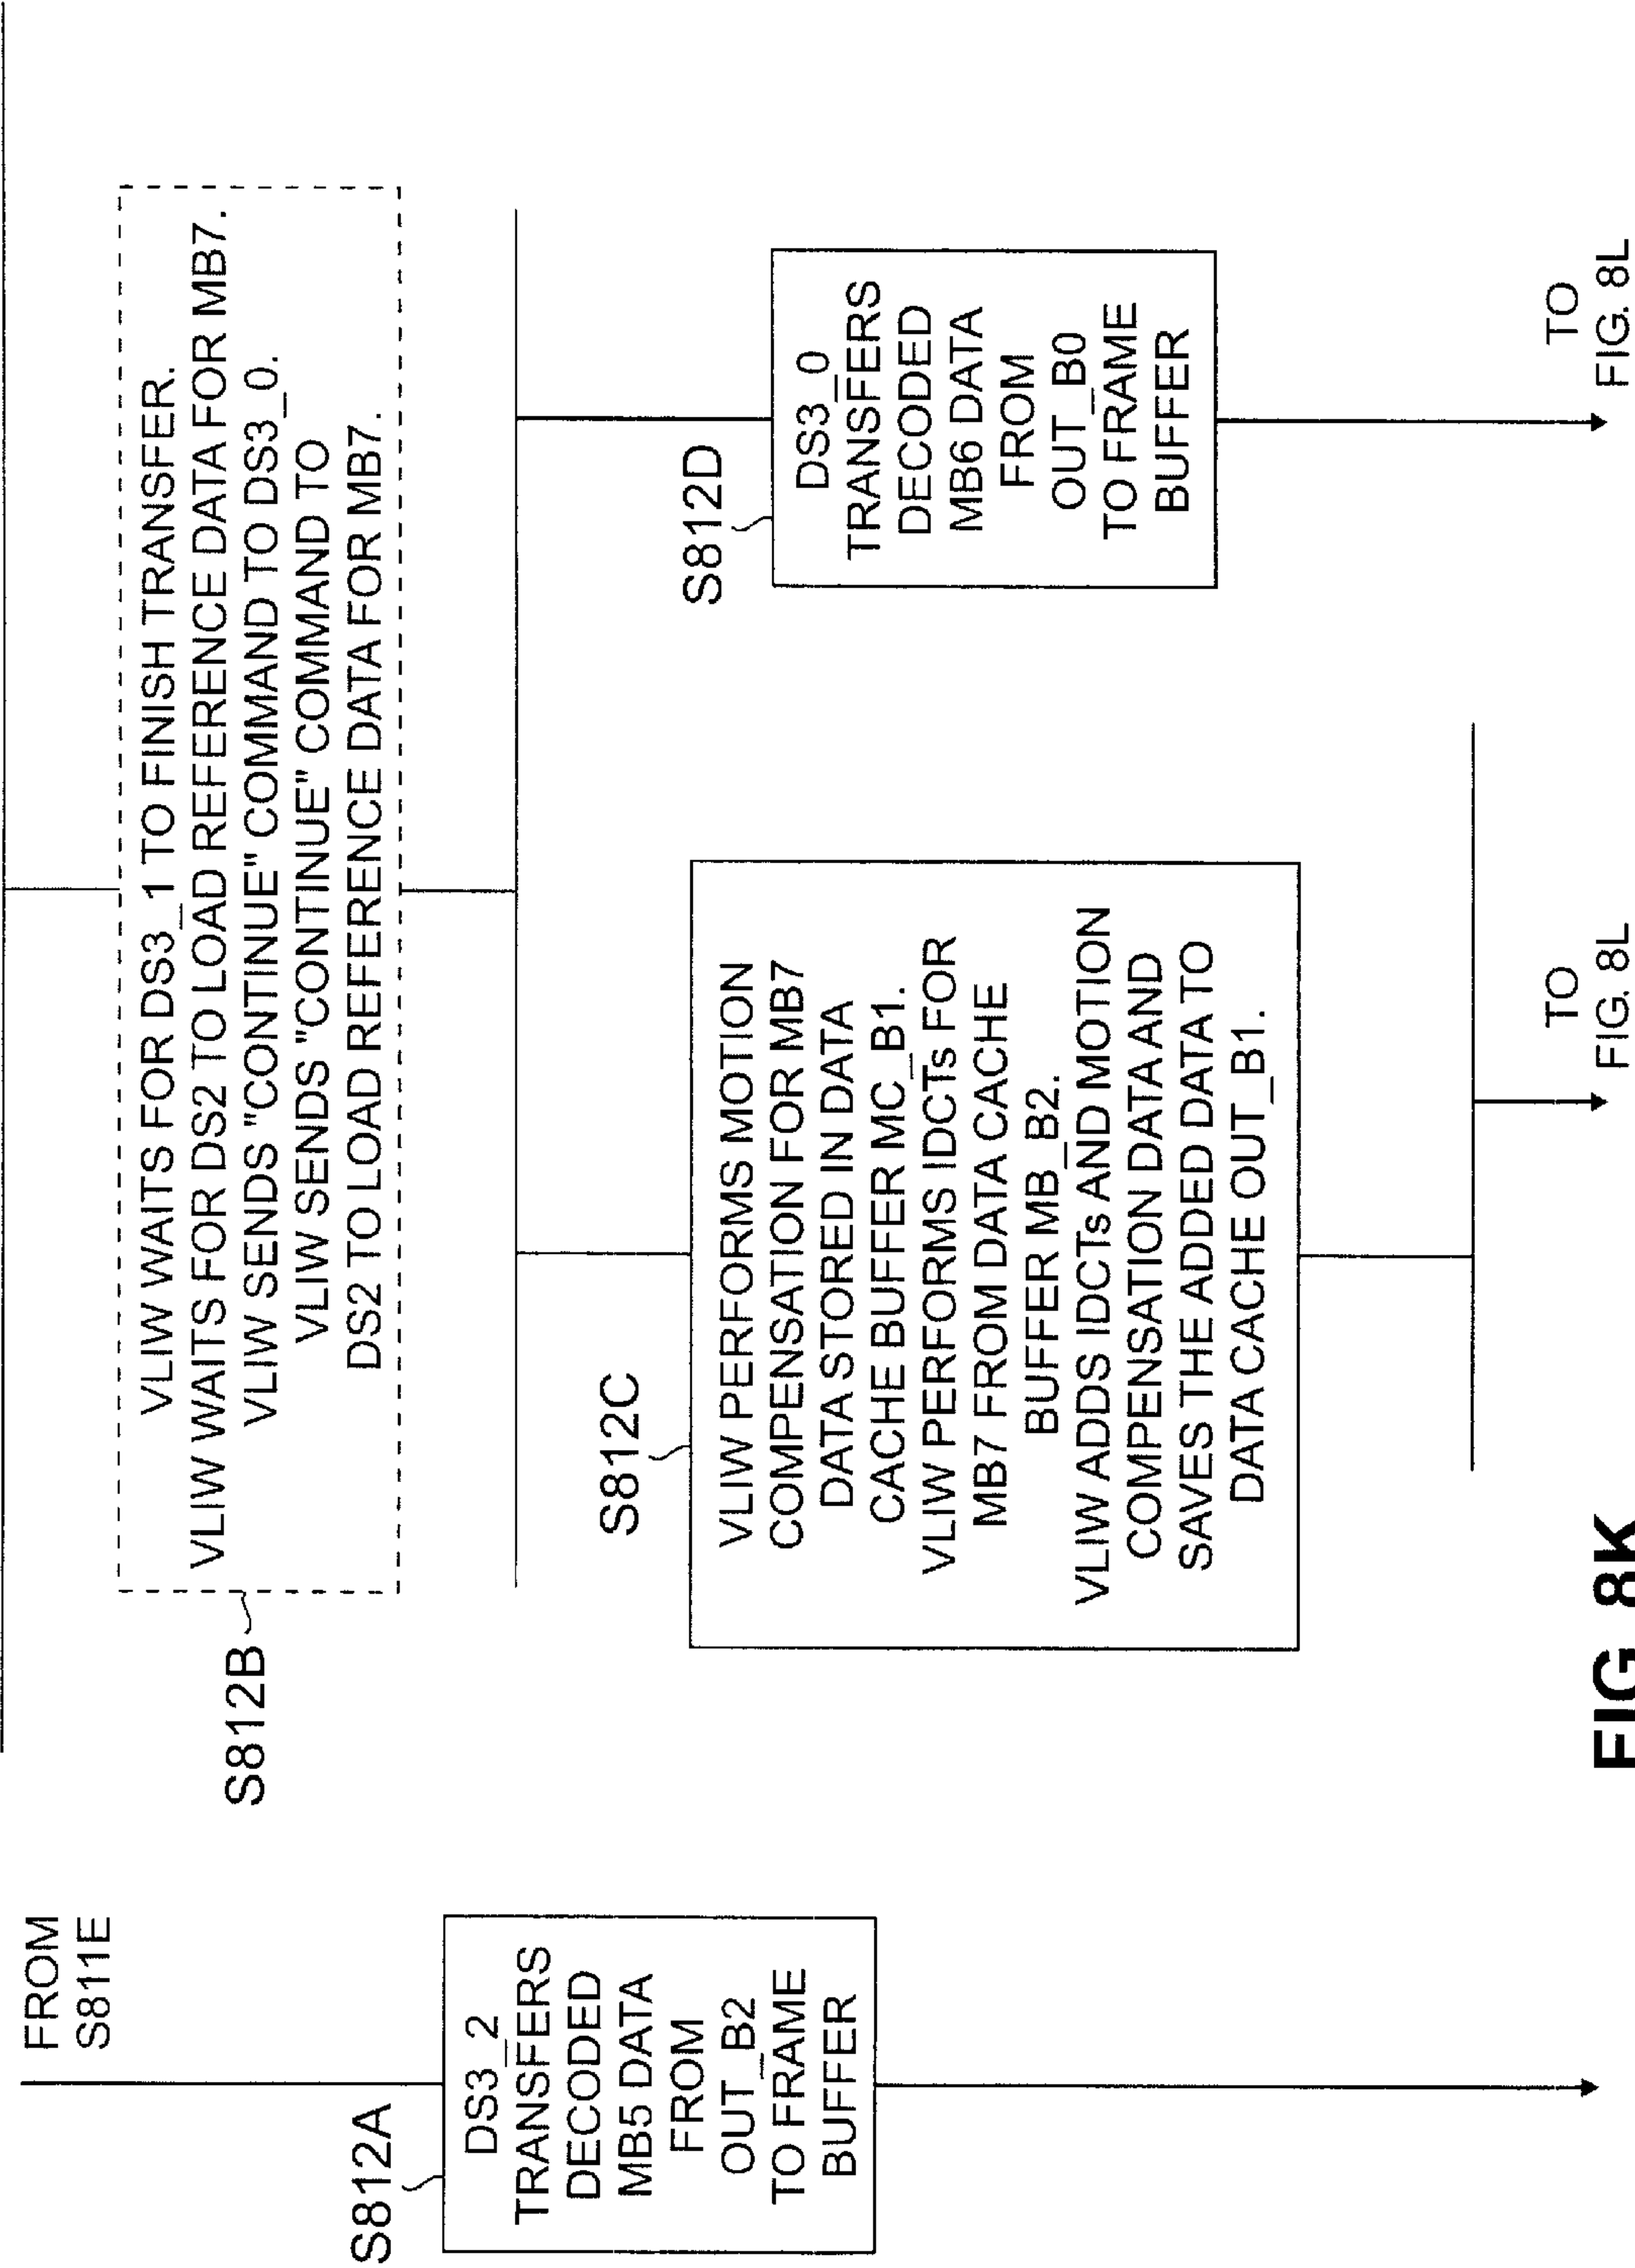 FROM
S811E
S812A
DS3_2
TRANSFERS
DECODED
MB5 DATA
FROM
OUT_B2
TO FRAME
BUFFER
S812B
VLIW WAITS FOR DS3_1 TO FINISH TRANSFER.
VLIW WAITS FOR DS2 TO LOAD REFERENCE DATA FOR MB7.
VLIW SENDS "CONTINUE" COMMAND TO DS3_0.
VLIW SENDS "CONTINUE" COMMAND TO
DS2 TO LOAD REFERENCE DATA FOR MB7.
S812C
VLIW PERFORMS MOTION
COMPENSATION FOR MB7
DATA STORED IN DATA
CACHE BUFFER MC_B1.
VLIW PERFORMS IDCTs FOR
MB7 FROM DATA CACHE
BUFFER MB_B2.
VLIW ADDS IDCTs AND MOTION
COMPENSATION DATA AND
SAVES THE ADDED DATA TO
DATA CACHE OUT_B1.
S812D
DS3_0
TRANSFERS
DECODED
MB6 DATA
FROM
OUT_B0
TO FRAME
BUFFER
TO
FIG. 8L
TO
FIG. 8L
FIG. 8K